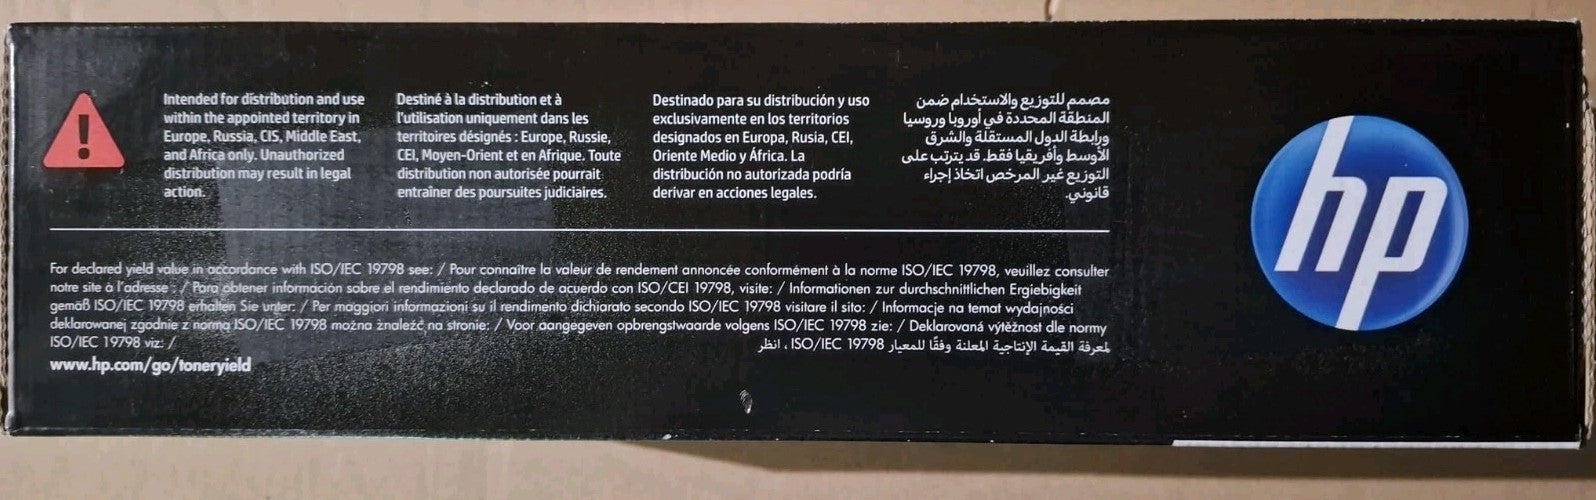 Intended for distribution and use
within the appointed territory in
Europe, Russia, CIS, Middle East,
and Africa only. Unauthorized
distribution may result in legal
action.
Destiné à la distribution et à
l'utilisation uniquement dans les
territoires désignés : Europe, Russie,
CEI, Moyen-Orient et en Afrique. Toute
distribution non autorisée pourrait
entraîner des poursuites judiciaires.
Destinado para su distribución y uso
exclusivamente en los territorios
designados en Europa, Rusia, CEI,
Oriente Medio y África. La
distribución no autorizada podría
derivar en acciones legales.
مصمم للتوزيع والاستخدام ضمن
المنطقة المحددة في أوروبا وروسيا
ورابطة الدول المستقلة والشرق
الأوسط وأفريقيا فقط. قد يترتب على
التوزيع غير المرخص اتخاذ إجراء
قانوني.
For declared yield value in accordance with ISO/IEC 19798 see: / Pour connaître la valeur de rendement annoncée conformément à la norme ISO/IEC 19798, veuillez consulter
notre site à l'adresse : / Para obtener información sobre el rendimiento declarado de acuerdo con ISO/CEI 19798, visite: / Informationen zur durchschnittlichen Ergiebigkeit
gemäß ISO/IEC 19798 erhalten Sie unter: / Per maggiori informazioni su il rendimento dichiarato secondo ISO/IEC 19798 visitare il sito: / Informacje na temat wydajności
deklarowanej zgodnie z normą ISO/IEC 19798 można znaleźć na stronie: / Voor aangegeven opbrengstwaarde volgens ISO/IEC 19798 zie: / Deklarovaná výtěžnost dle normy
ISO/IEC 19798 viz: /
لمعرفة القيمة الإنتاجية المعلنة وفقًا للمعيار ISO/IEC 19798 ، انظر
www.hp.com/go/toneryield
hp